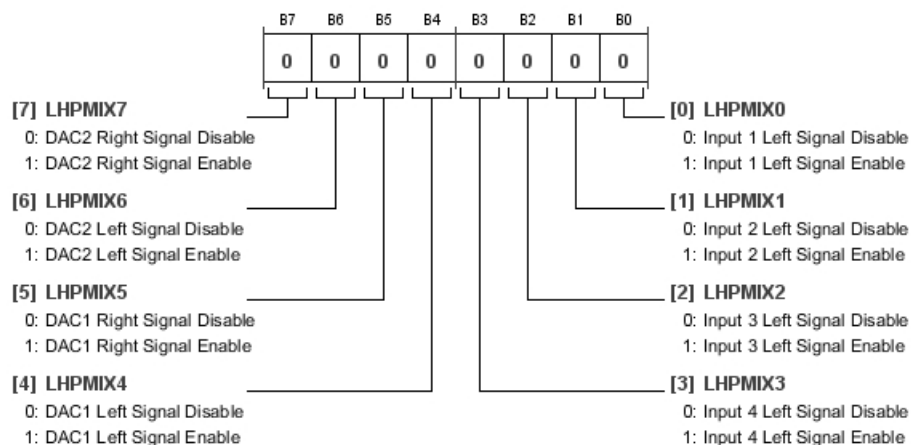 B7 B6 B5 B4 B3 B2 B1 B0
0 0 0 0 0 0 0 0
[7] LHPMIX7
0: DAC2 Right Signal Disable
1: DAC2 Right Signal Enable
[6] LHPMIX6
0: DAC2 Left Signal Disable
1: DAC2 Left Signal Enable
[5] LHPMIX5
0: DAC1 Right Signal Disable
1: DAC1 Right Signal Enable
[4] LHPMIX4
0: DAC1 Left Signal Disable
1: DAC1 Left Signal Enable
[0] LHPMIX0
0: Input 1 Left Signal Disable
1: Input 1 Left Signal Enable
[1] LHPMIX1
0: Input 2 Left Signal Disable
1: Input 2 Left Signal Enable
[2] LHPMIX2
0: Input 3 Left Signal Disable
1: Input 3 Left Signal Enable
[3] LHPMIX3
0: Input 4 Left Signal Disable
1: Input 4 Left Signal Enable